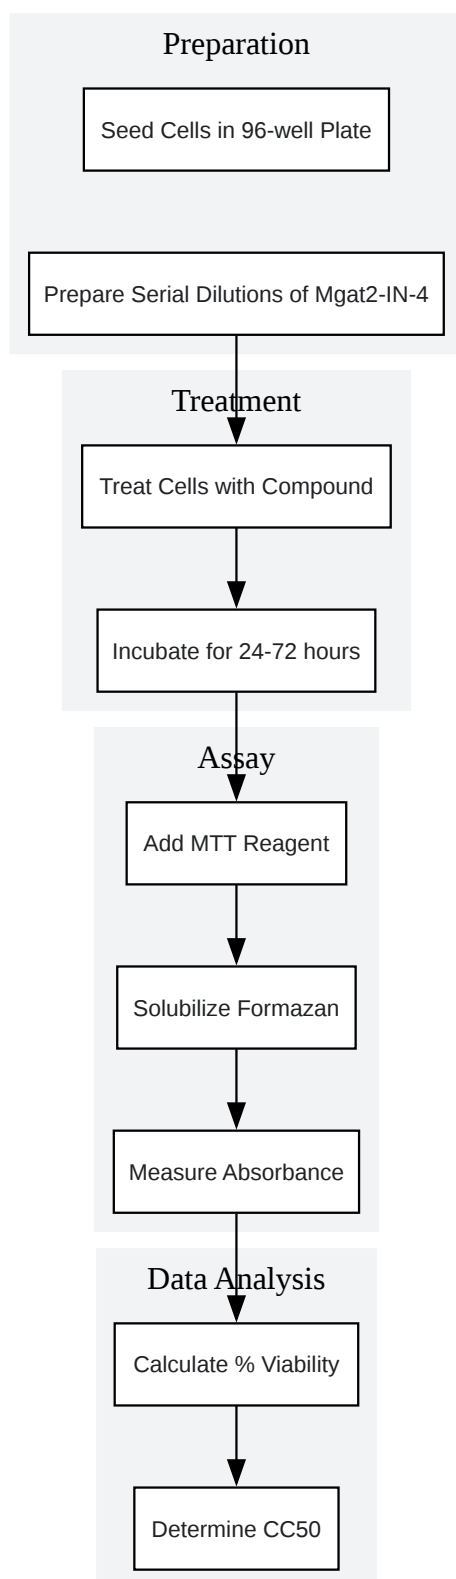 Preparation
Seed Cells in 96-well Plate
Prepare Serial Dilutions of Mgat2-IN-4
Treatment
Treat Cells with Compound
Incubate for 24-72 hours
Assay
Add MTT Reagent
Solubilize Formazan
Measure Absorbance
Data Analysis
Calculate % Viability
Determine CC50